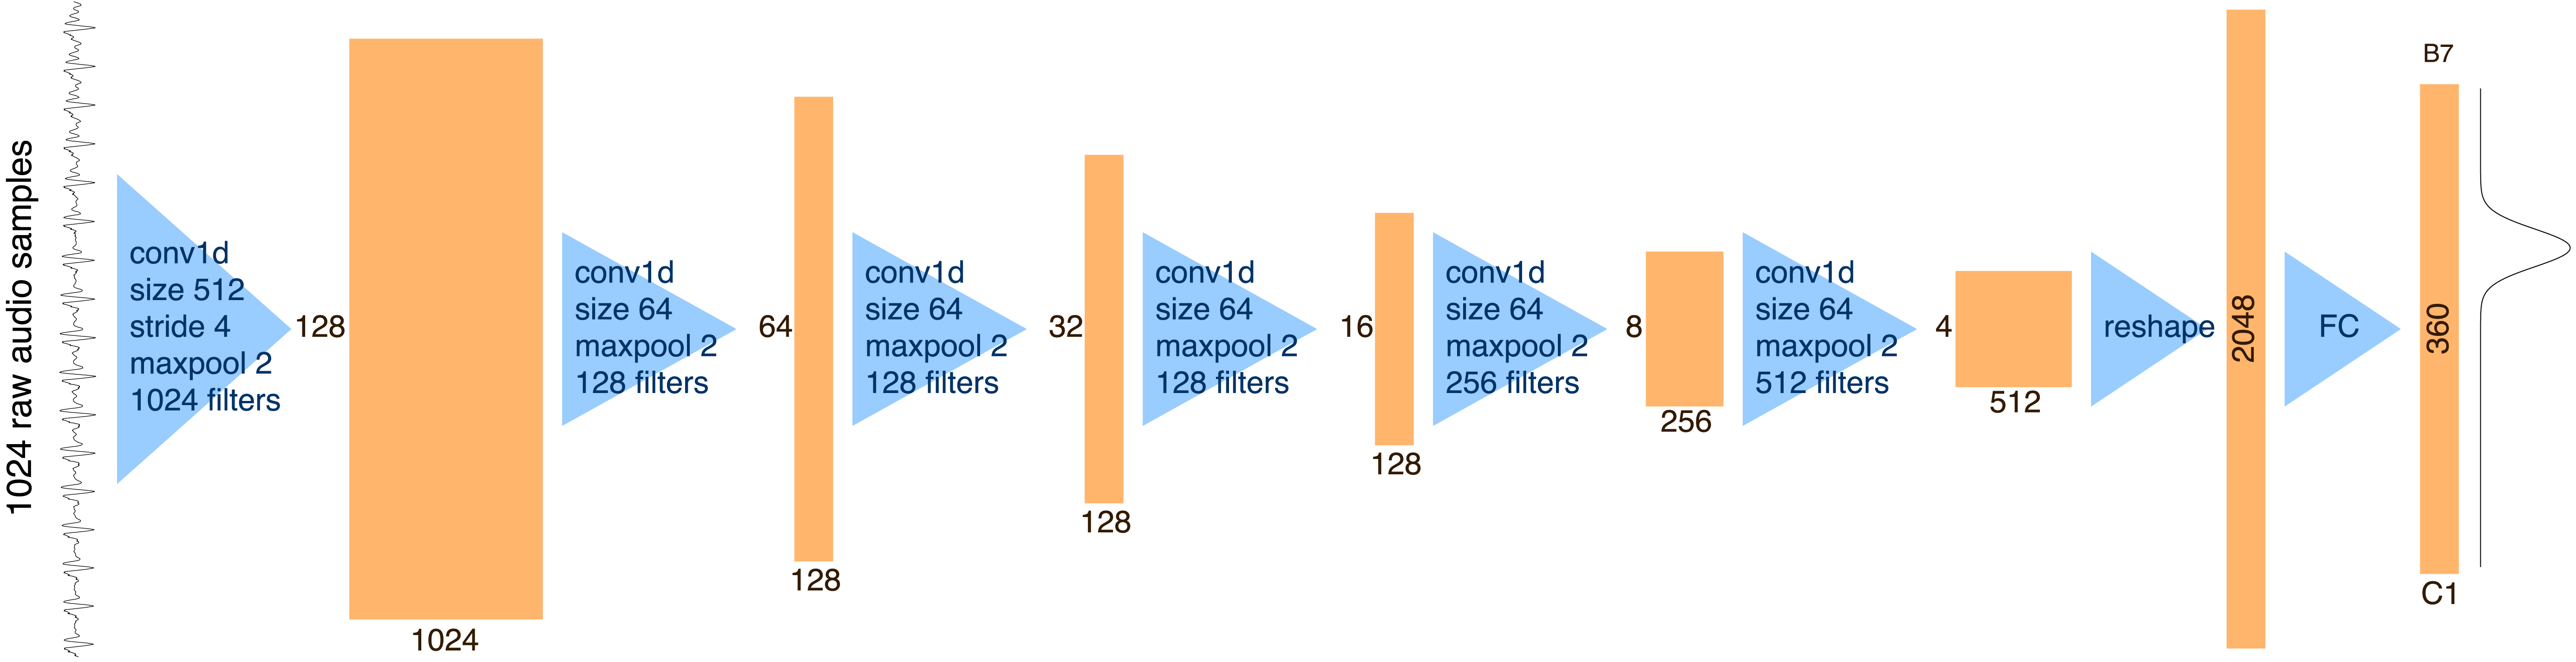 1024 raw audio samples
conv1d
size 512
stride 4
maxpool 2
1024 filters
128
1024
conv1d
size 64
maxpool 2
128 filters
64
128
conv1d
size 64
maxpool 2
128 filters
32
128
conv1d
size 64
maxpool 2
128 filters
16
128
conv1d
size 64
maxpool 2
256 filters
8
256
conv1d
size 64
maxpool 2
512 filters
4
512
reshape
2048
FC
B7
360
C1